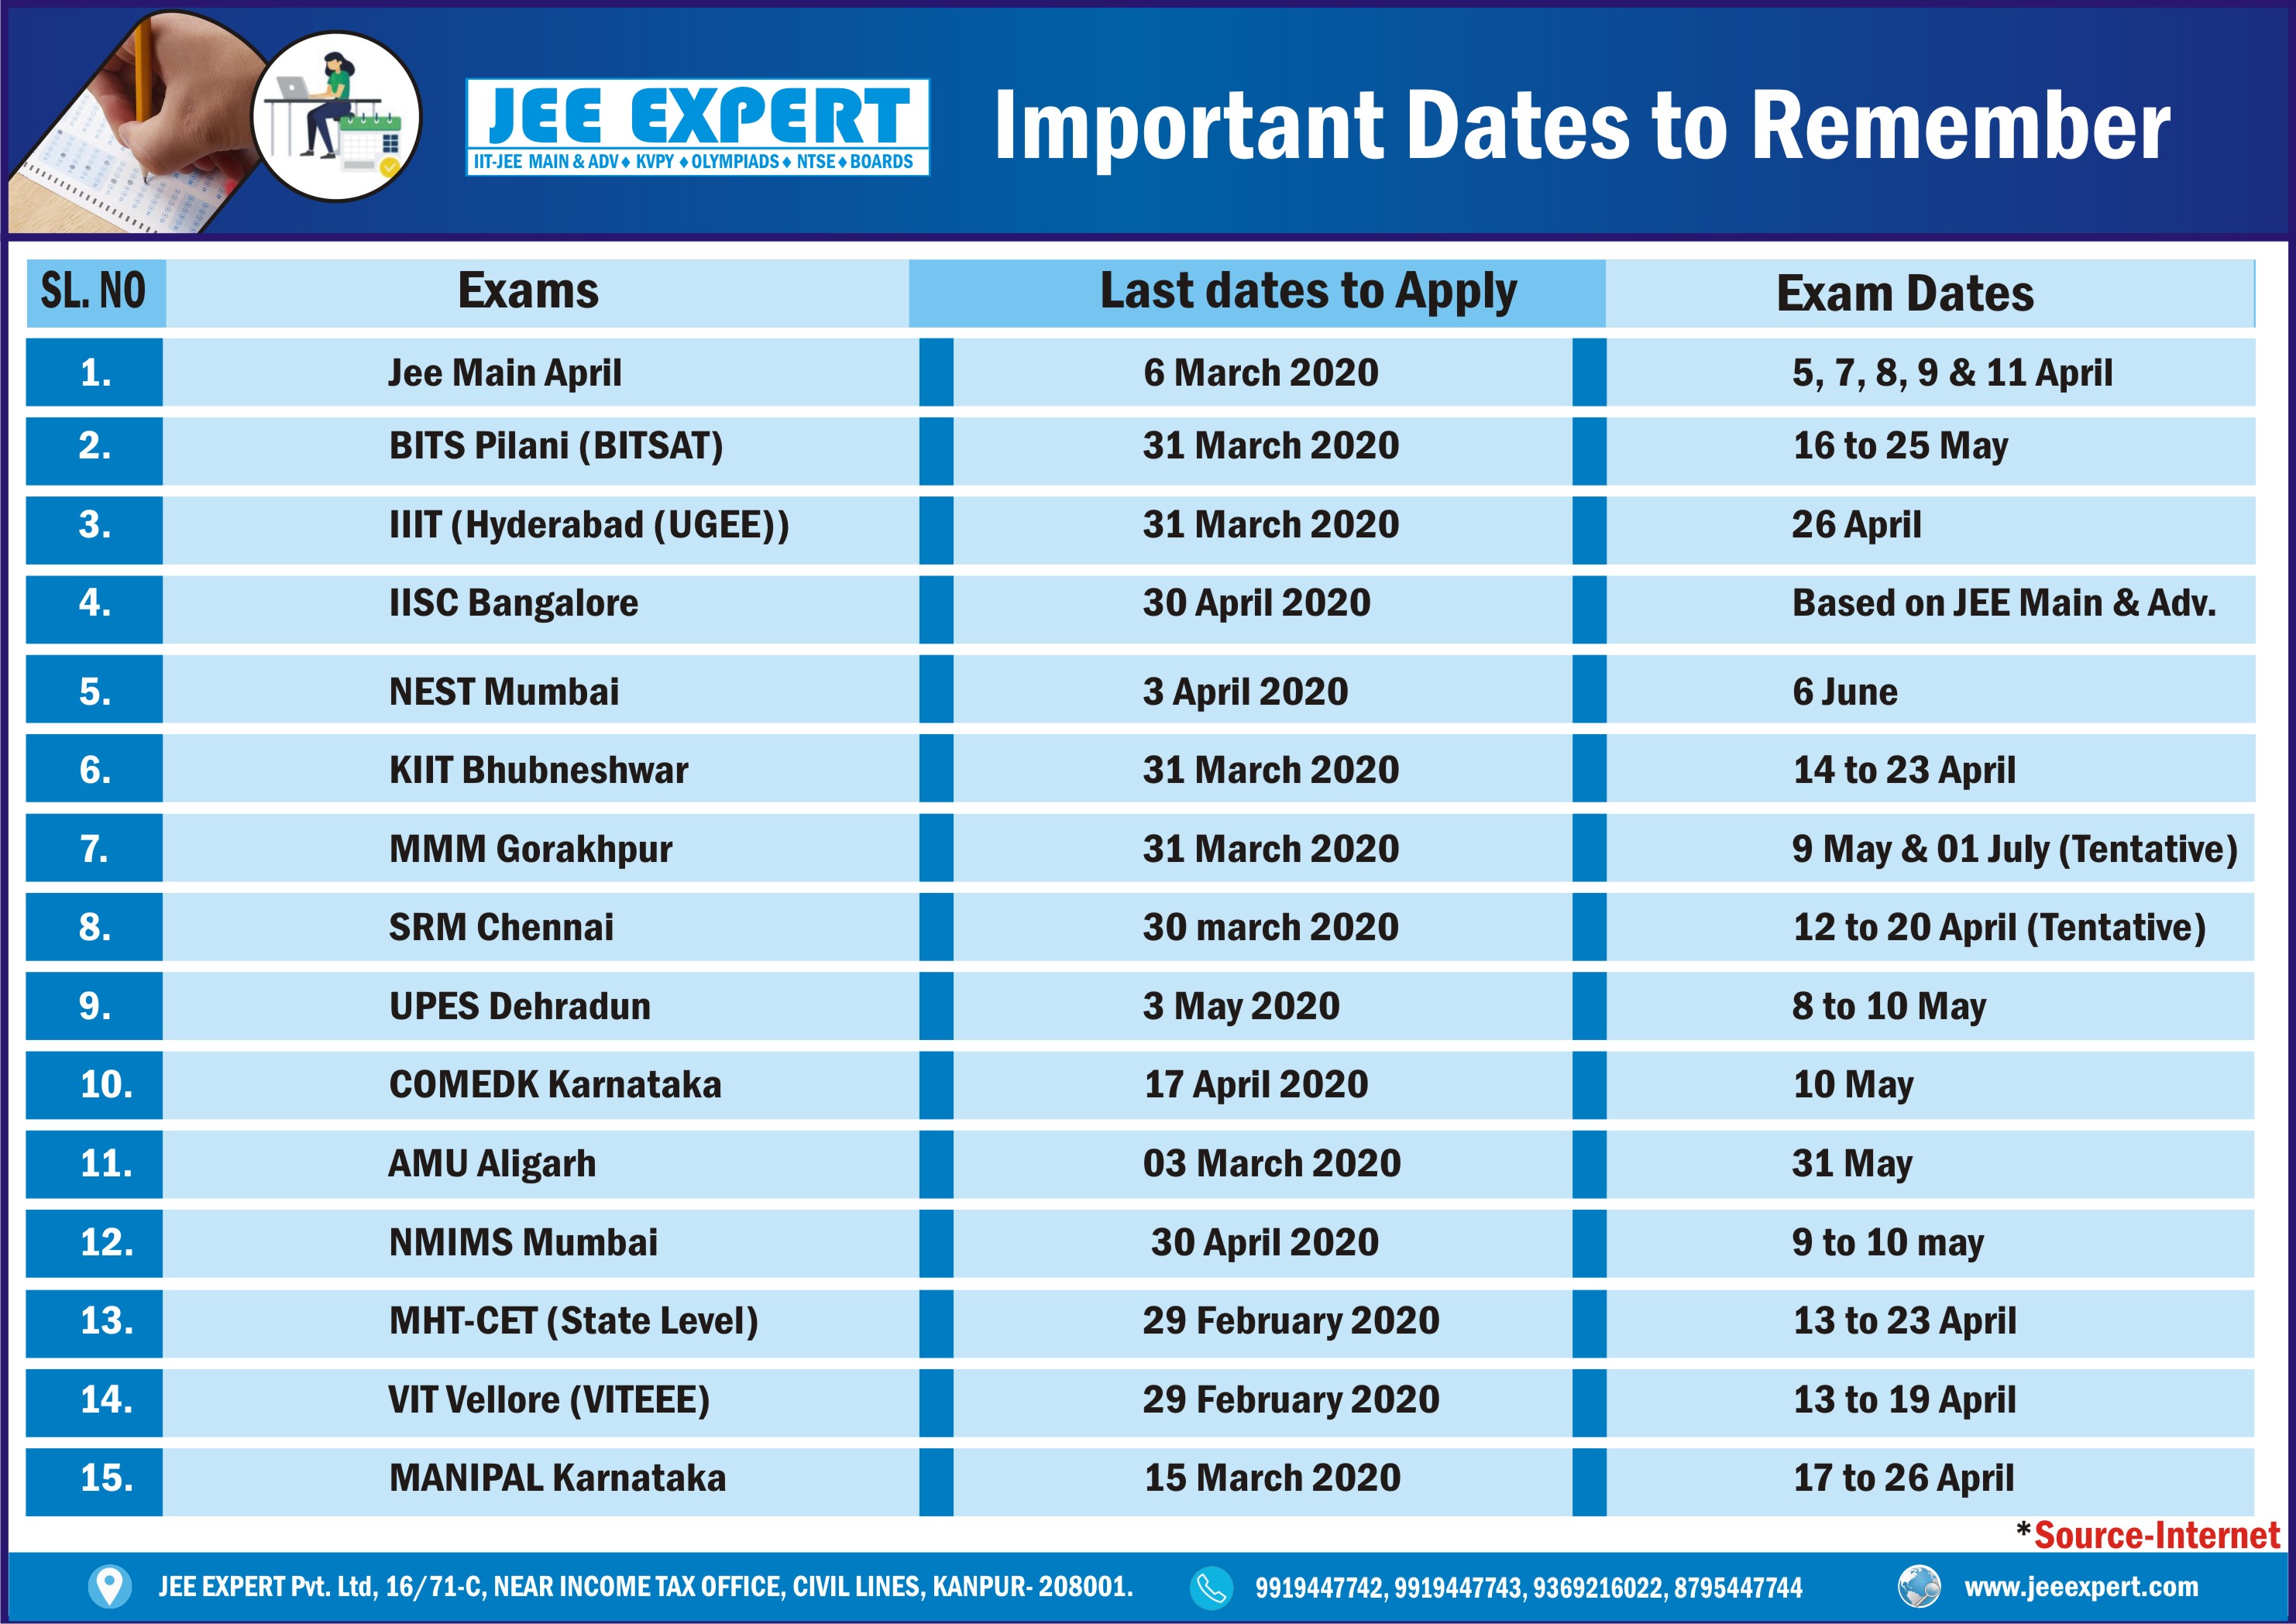 JEE EXPERT
IIT-JEE MAIN & ADV♦ KVPY ♦ OLYMPIADS♦ NTSE♦BOARDS
Important Dates to Remember
SL. NO Exams Last dates to Apply Exam Dates
1. Jee Main April 6 March 2020 5, 7, 8, 9 & 11 April
2. BITS Pilani (BITSAT) 31 March 2020 16 to 25 May
3. IIIT (Hyderabad (UGEE)) 31 March 2020 26 April
4. IISC Bangalore 30 April 2020 Based on JEE Main & Adv.
5. NEST Mumbai 3 April 2020 6 June
6. KIIT Bhubneshwar 31 March 2020 14 to 23 April
7. MMM Gorakhpur 31 March 2020 9 May & 01 July (Tentative)
8. SRM Chennai 30 march 2020 12 to 20 April (Tentative)
9. UPES Dehradun 3 May 2020 8 to 10 May
10. COMEDK Karnataka 17 April 2020 10 May
11. AMU Aligarh 03 March 2020 31 May
12. NMIMS Mumbai 30 April 2020 9 to 10 may
13. MHT-CET (State Level) 29 February 2020 13 to 23 April
14. VIT Vellore (VITEEE) 29 February 2020 13 to 19 April
15. MANIPAL Karnataka 15 March 2020 17 to 26 April
*Source-Internet
JEE EXPERT Pvt. Ltd, 16/71-C, NEAR INCOME TAX OFFICE, CIVIL LINES, KANPUR- 208001. 9919447742, 9919447743, 9369216022, 8795447744 www.jeeexpert.com